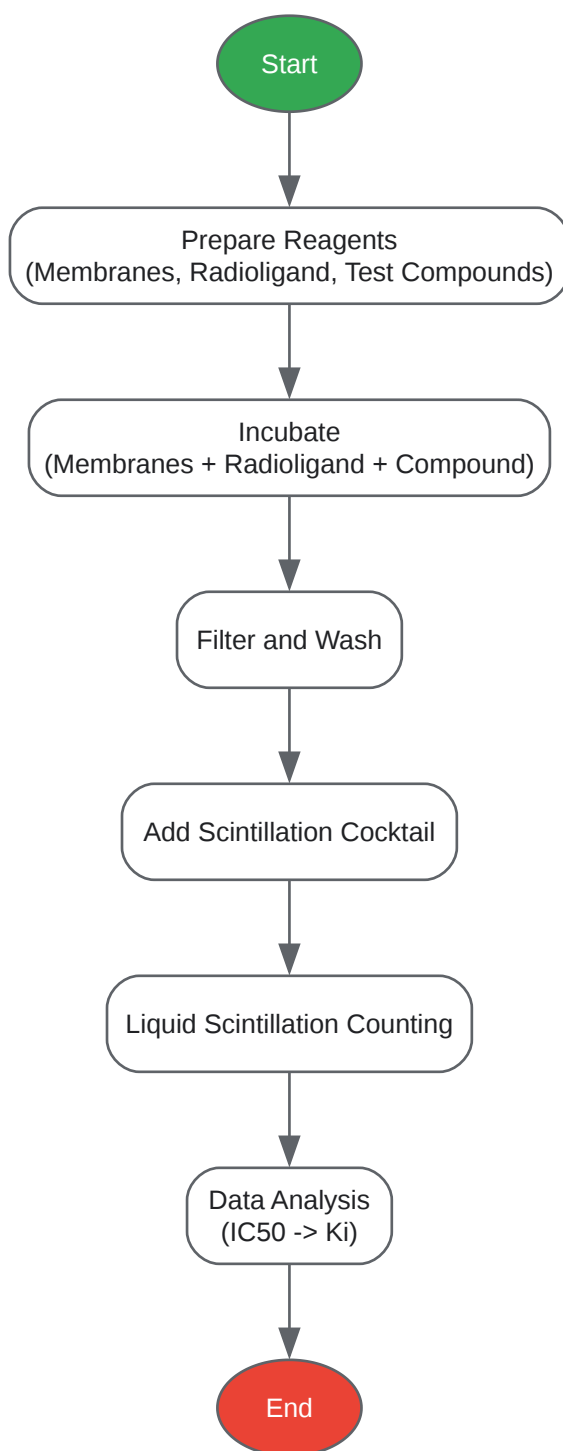 Start
Prepare Reagents
(Membranes, Radioligand, Test Compounds)
Incubate
(Membranes + Radioligand + Compound)
Filter and Wash
Add Scintillation Cocktail
Liquid Scintillation Counting
Data Analysis
(IC50 -> Ki)
End